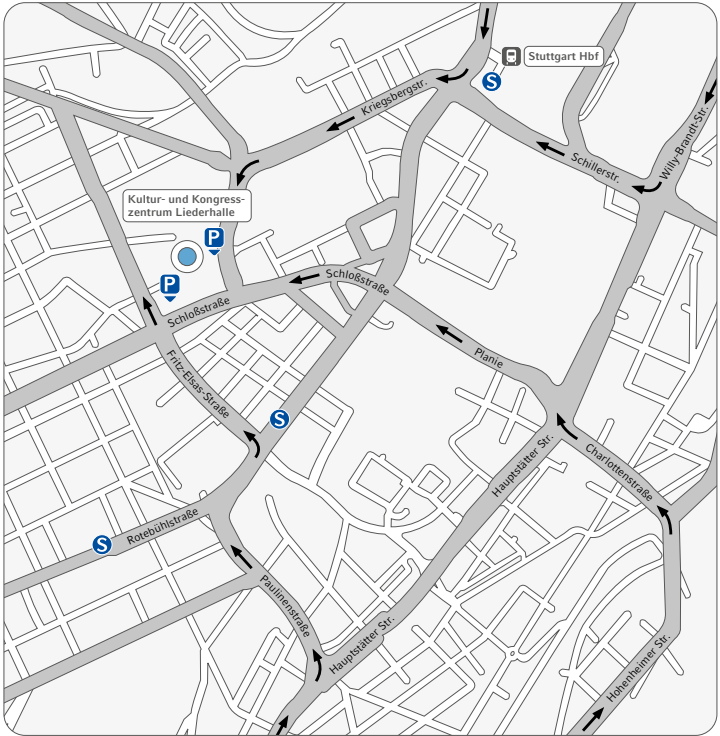 Stuttgart Hbf
S
Kriegsbergstr.
Willy-Brandt-Str.
Schillerstr.
Kultur- und Kongress-
zentrum Liederhalle
P
P
Schloßstraße
Schloßstraße
Planie
Fritz-Elsas-Straße
S
Hauptstätter Str.
Charlottenstraße
Rotebühlstraße
S
Paulinenstraße
Hauptstätter Str.
Hohenheimer Str.